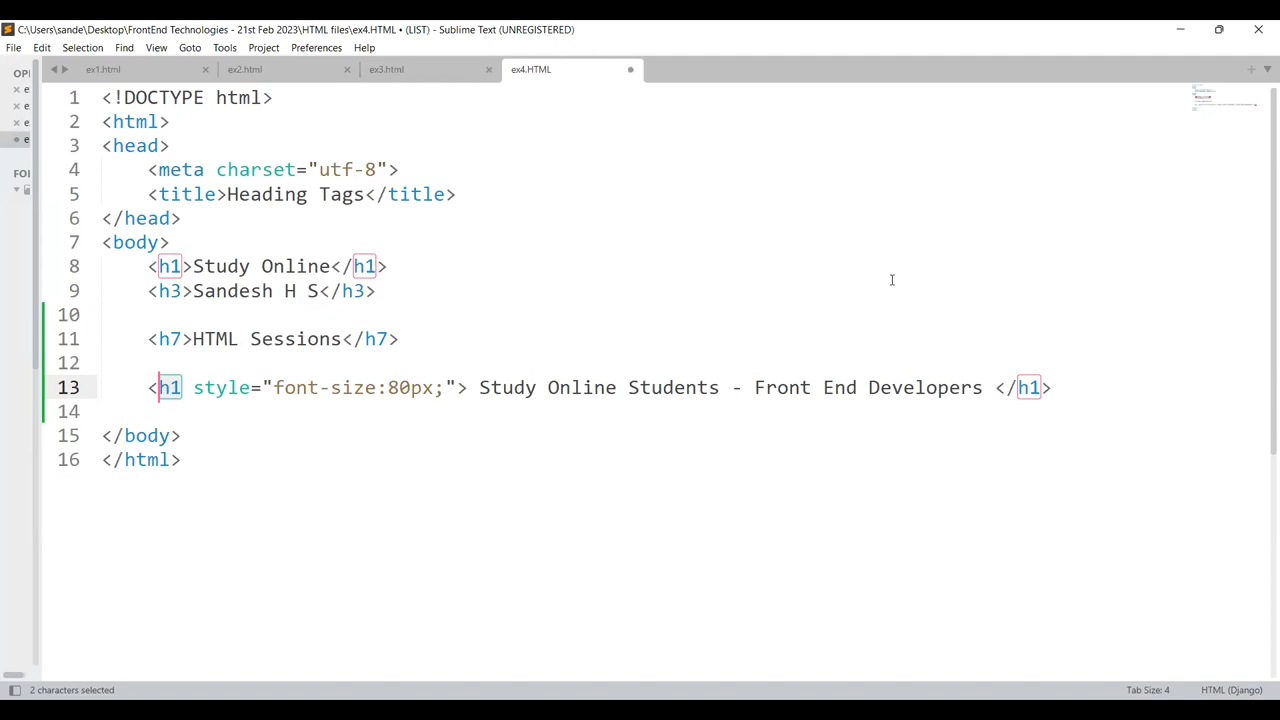 C:\Users\sande\Desktop\FrontEnd Technologies - 21st Feb 2023\HTML files\ex4.HTML • (LIST) - Sublime Text (UNREGISTERED)
File Edit Selection Find View Goto Tools Project Preferences Help
OPI
ex1.html × ex2.html × ex3.html × ex4.HTML
e
e
e
e
FOI
1 <!DOCTYPE html>
2 <html>
3 <head>
4 <meta charset="utf-8">
5 <title>Heading Tags</title>
6 </head>
7 <body>
8 <h1>Study Online</h1>
9 <h3>Sandesh H S</h3>
10
11 <h7>HTML Sessions</h7>
12
13 <h1 style="font-size:80px;"> Study Online Students - Front End Developers </h1>
14
15 </body>
16 </html>
2 characters selected Tab Size: 4 HTML (Django)